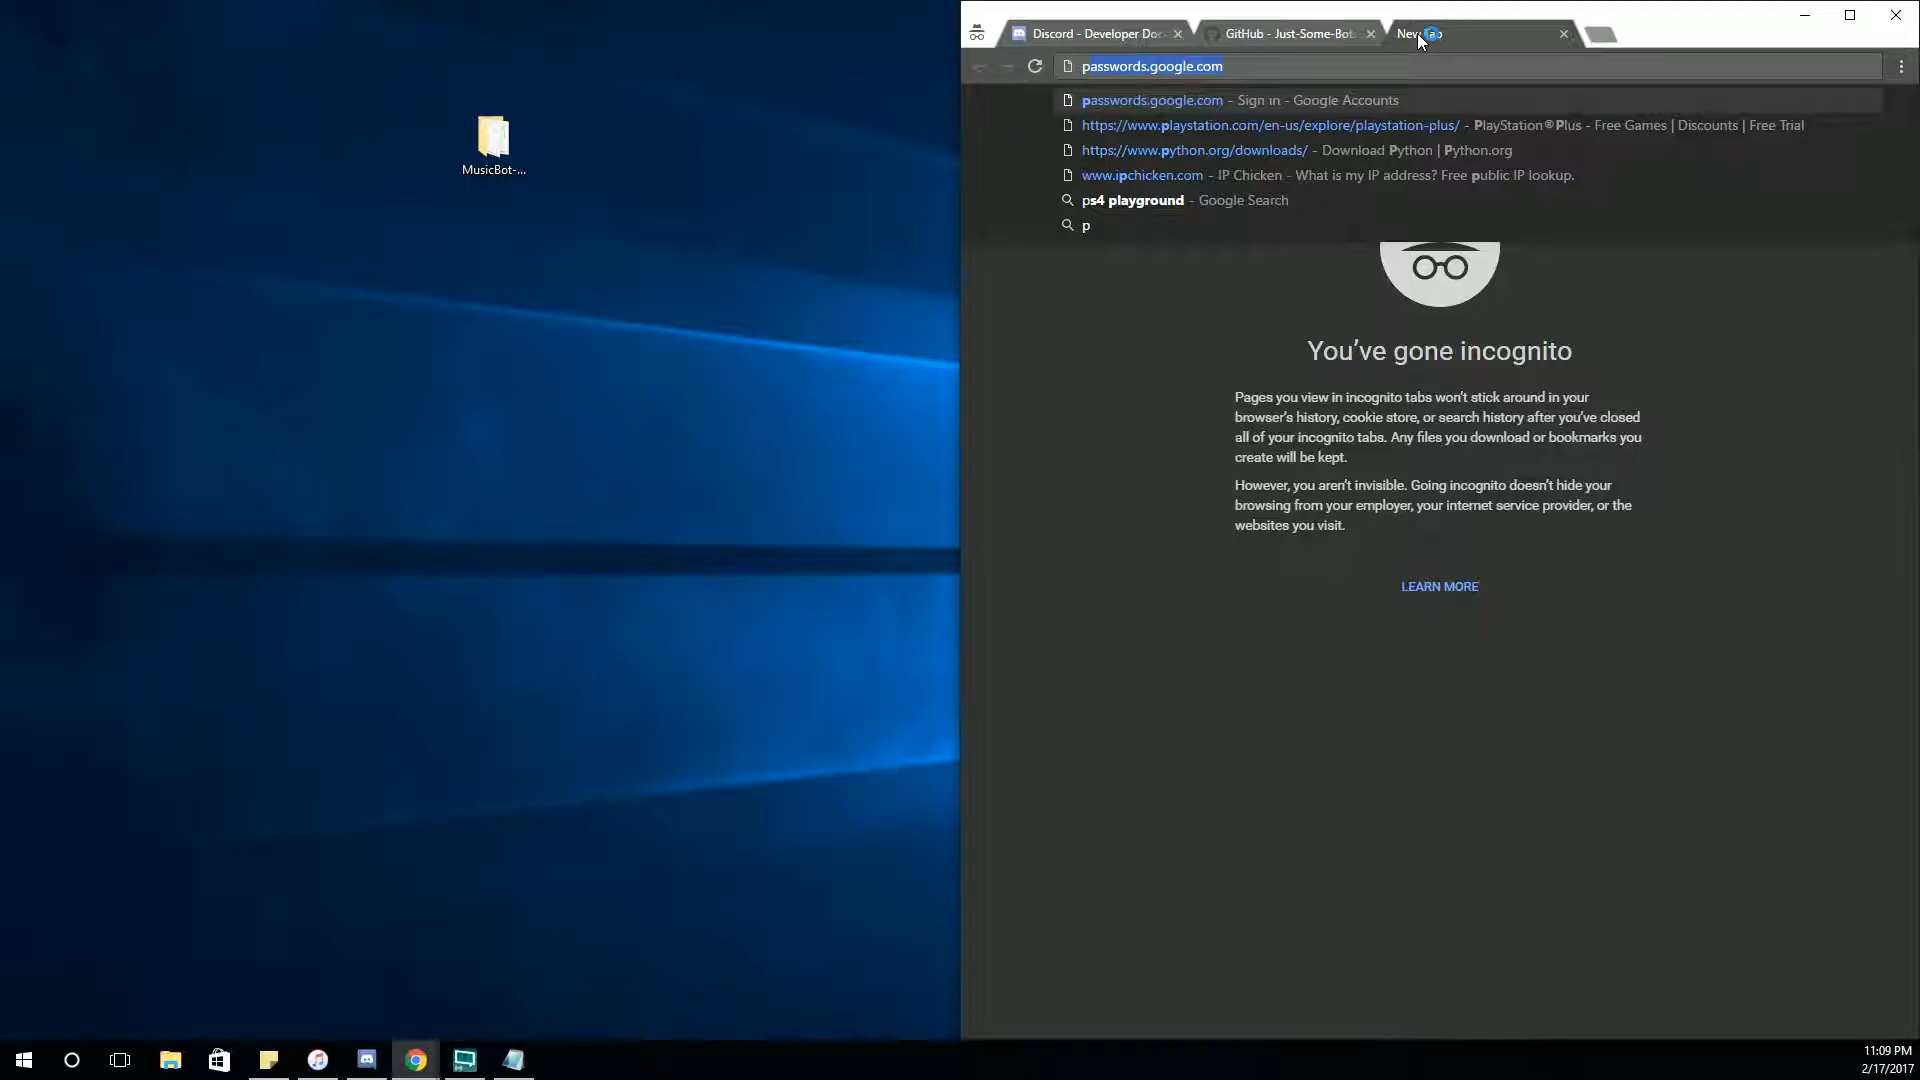 MusicBot-...
Discord - Developer Doc
GitHub - Just-Some-Bot
passwords.google.com
passwords.google.com - Sign in - Google Accounts
https://www.playstation.com/en-us/explore/playstation-plus/ - PlayStation®Plus - Free Games | Discounts | Free Trial
https://www.python.org/downloads/ - Download Python | Python.org
www.ipchicken.com - IP Chicken - What is my IP address? Free public IP lookup.
ps4 playground - Google Search
p
You've gone incognito
Pages you view in incognito tabs won't stick around in your
browser's history, cookie store, or search history after you've closed
all of your incognito tabs. Any files you download or bookmarks you
create will be kept.
However, you aren't invisible. Going incognito doesn't hide your
browsing from your employer, your internet service provider, or the
websites you visit.
LEARN MORE
11:09 PM
2/17/2017